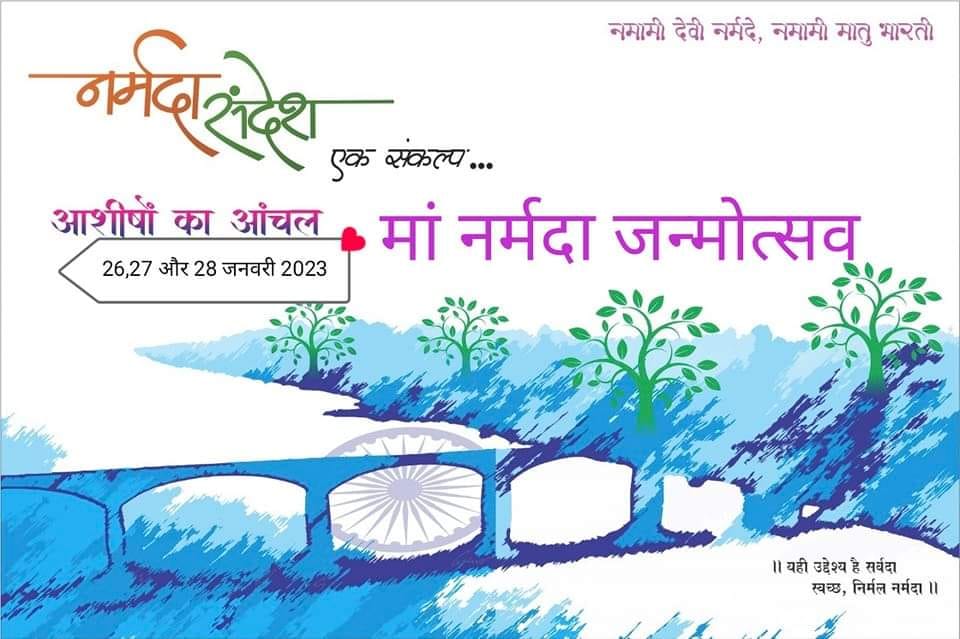 नमामी देवी नर्मदे, नमामी मातु भारती
नर्मदा संदेश
एक संकल्प...
आशीर्षों का आंचल
मां नर्मदा जन्मोत्सव
26,27 और 28 जनवरी 2023
॥ यही उद्देश्य है सर्वदा
स्वच्छ, निर्मल नर्मदा ॥